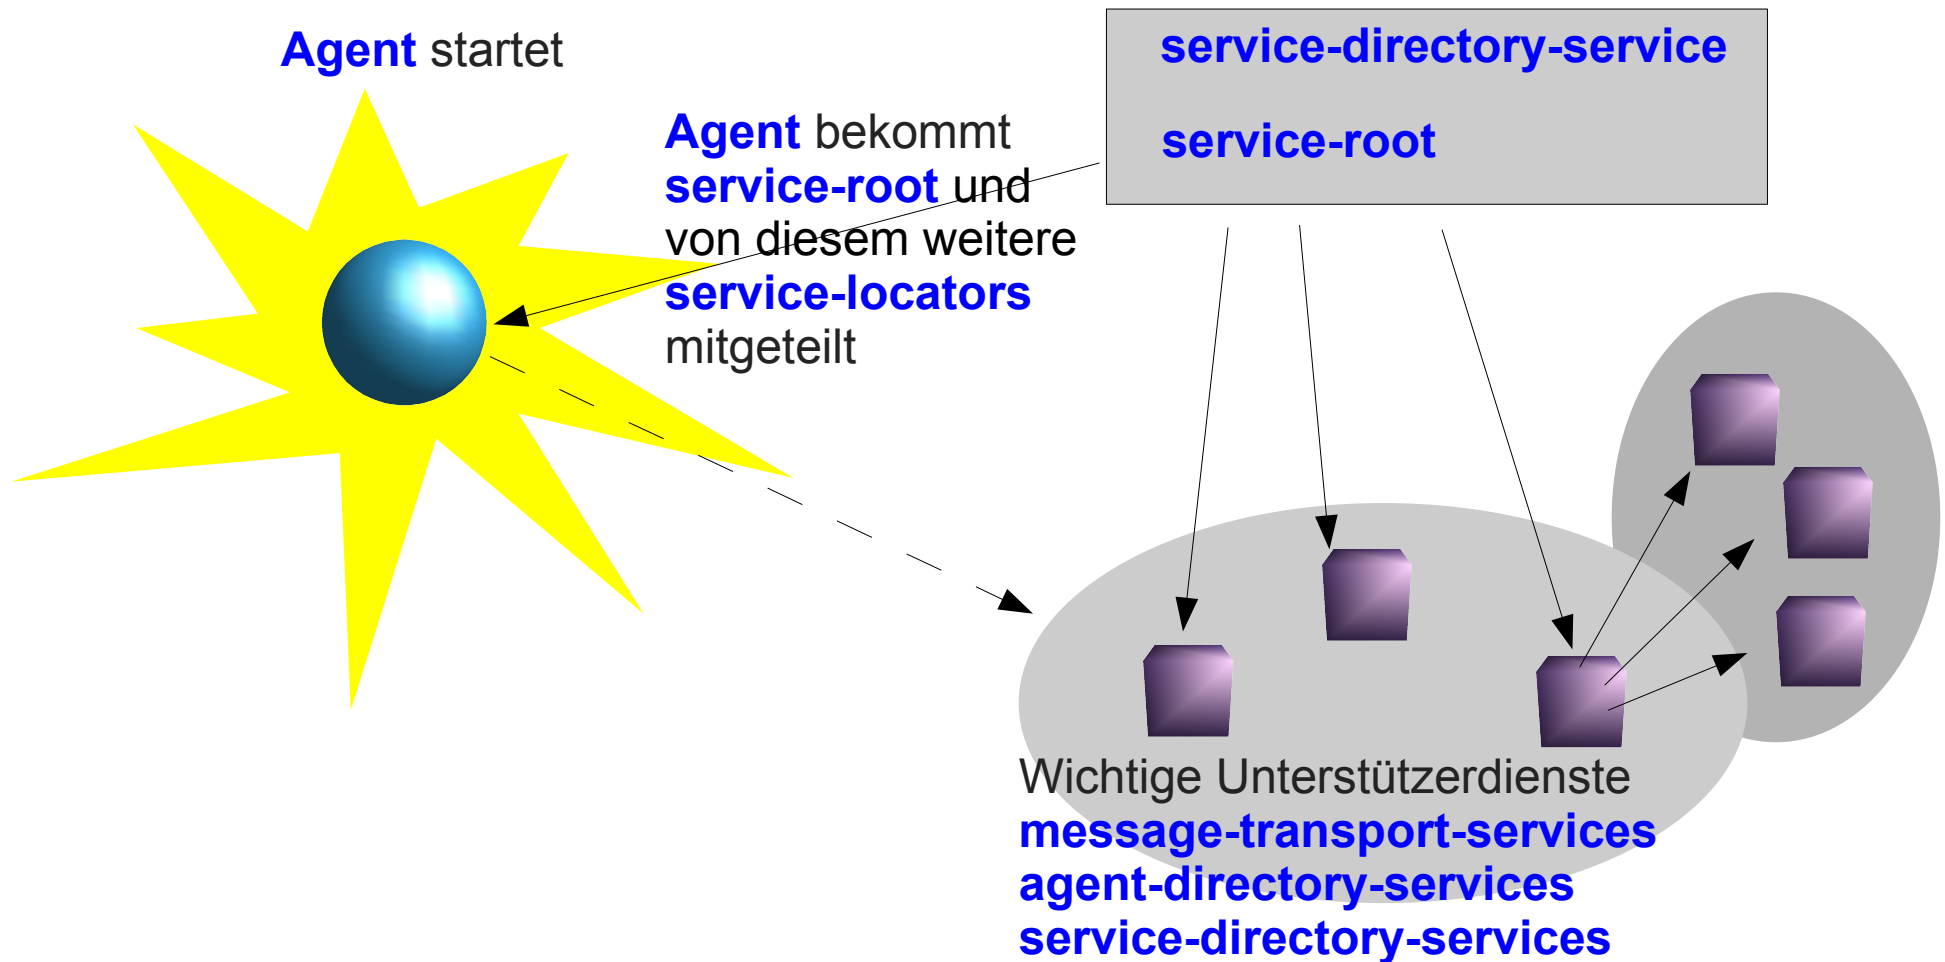 Agent startet
service-directory-service
service-root
Agent bekommt
service-root und
von diesem weitere
service-locators
mitgeteilt
Wichtige Unterstützerdienste
message-transport-services
agent-directory-services
service-directory-services